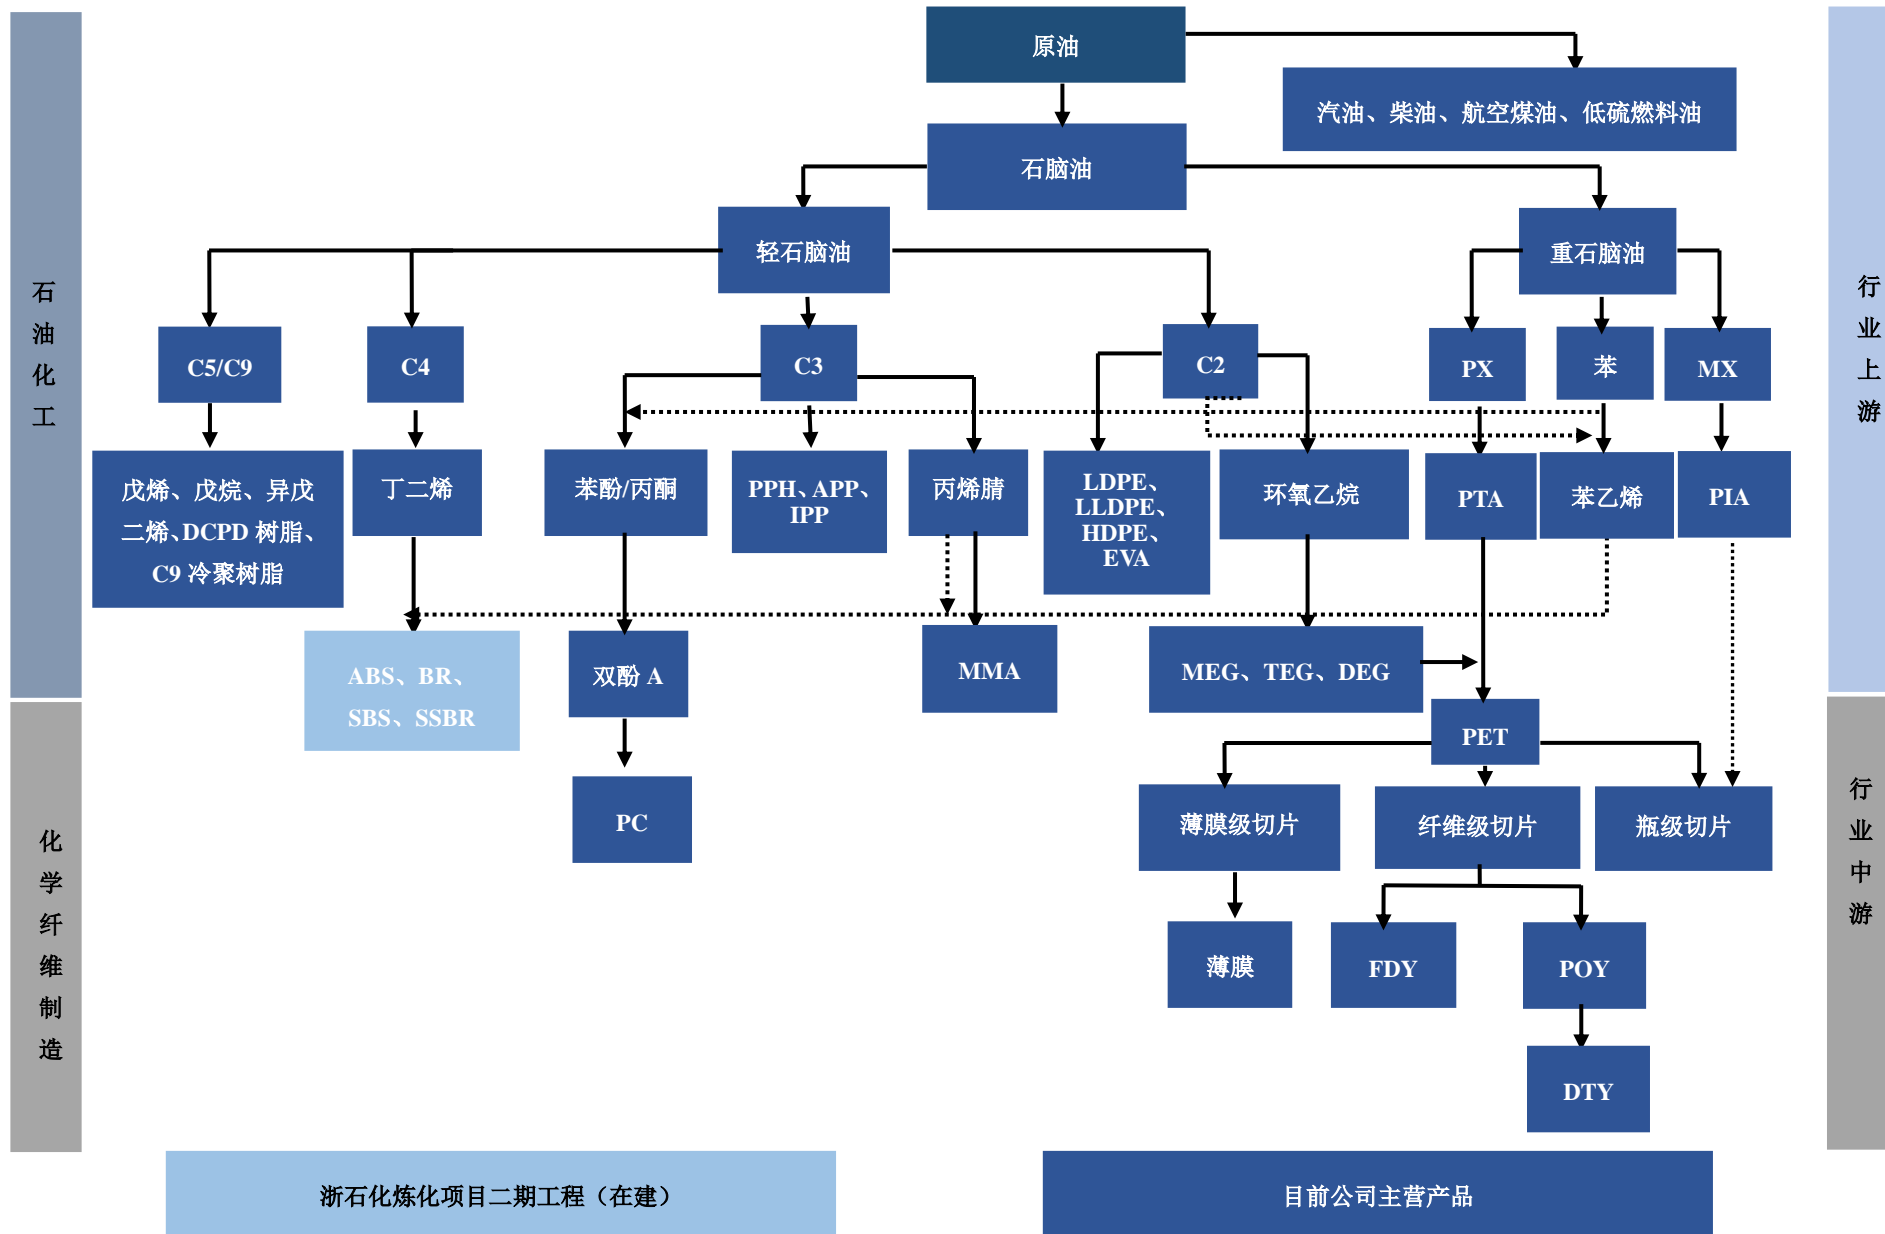 原油
汽油、柴油、航空煤油、低硫燃料油
石脑油
轻石脑油
重石脑油
石油化工
行业上游
C5/C9
C4
C3
C2
PX
苯
MX
戊烯、戊烷、异戊
二烯、DCPD 树脂、
C9 冷聚树脂
丁二烯
苯酚/丙酮
PPH、APP、
IPP
丙烯腈
LDPE、
LLDPE、
HDPE、
EVA
环氧乙烷
PTA
苯乙烯
PIA
ABS、BR、
SBS、SSBR
双酚 A
MMA
MEG、TEG、DEG
PET
化学纤维制造
行业中游
PC
薄膜级切片
纤维级切片
瓶级切片
薄膜
FDY
POY
DTY
浙石化炼化项目二期工程（在建）
目前公司主营产品